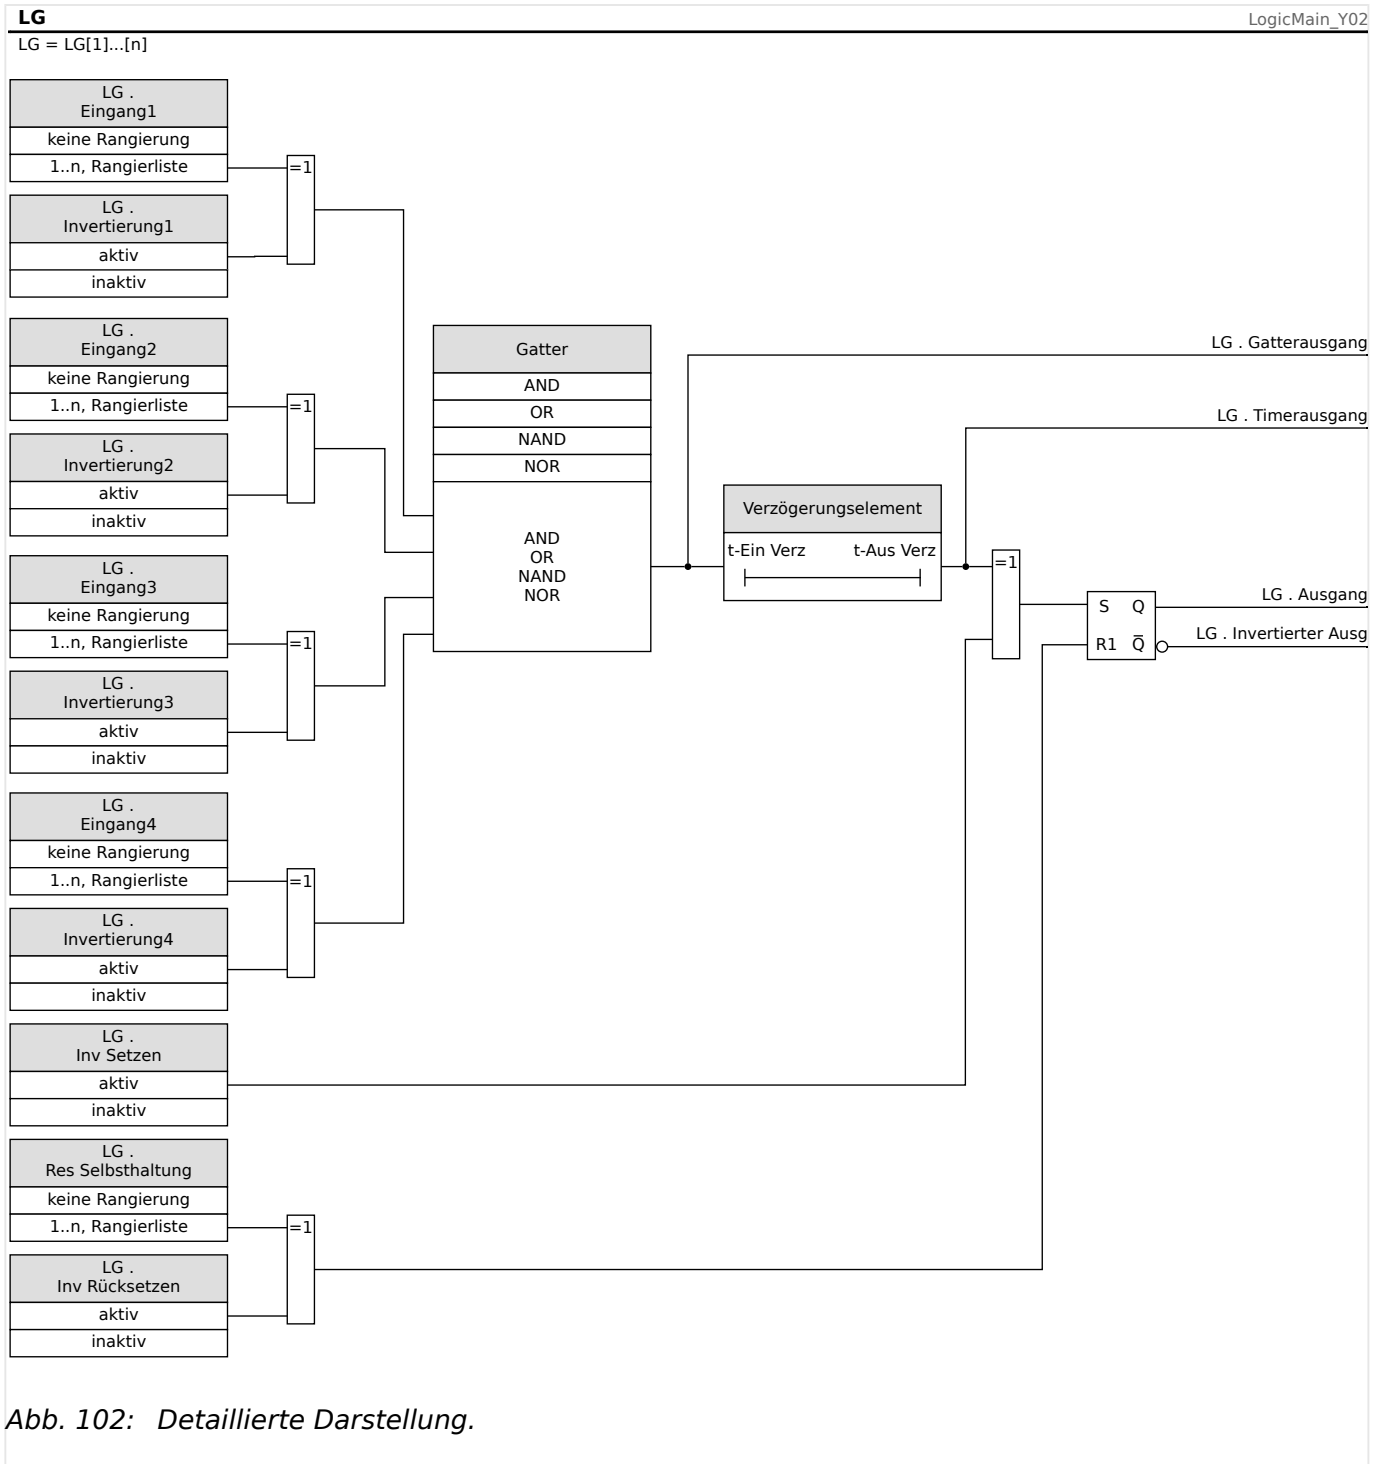 LG
LogicMain_Y02
LG = LG[1]...[n]
LG .
Eingang1
keine Rangierung
1..n, Rangierliste
=1
LG .
Invertierung1
aktiv
inaktiv
LG .
Eingang2
keine Rangierung
1..n, Rangierliste
=1
LG .
Invertierung2
aktiv
inaktiv
LG .
Eingang3
keine Rangierung
1..n, Rangierliste
=1
LG .
Invertierung3
aktiv
inaktiv
LG .
Eingang4
keine Rangierung
1..n, Rangierliste
=1
LG .
Invertierung4
aktiv
inaktiv
LG .
Inv Setzen
aktiv
inaktiv
LG .
Res Selbsthaltung
keine Rangierung
1..n, Rangierliste
=1
LG .
Inv Rücksetzen
aktiv
inaktiv
Gatter
AND
OR
NAND
NOR
AND
OR
NAND
NOR
Verzögerungselement
t-Ein Verz t-Aus Verz
=1
S Q
R1 Q̅
LG . Gatterausgang
LG . Timerausgang
LG . Ausgang
LG . Invertierter Ausg
Abb. 102: Detaillierte Darstellung.